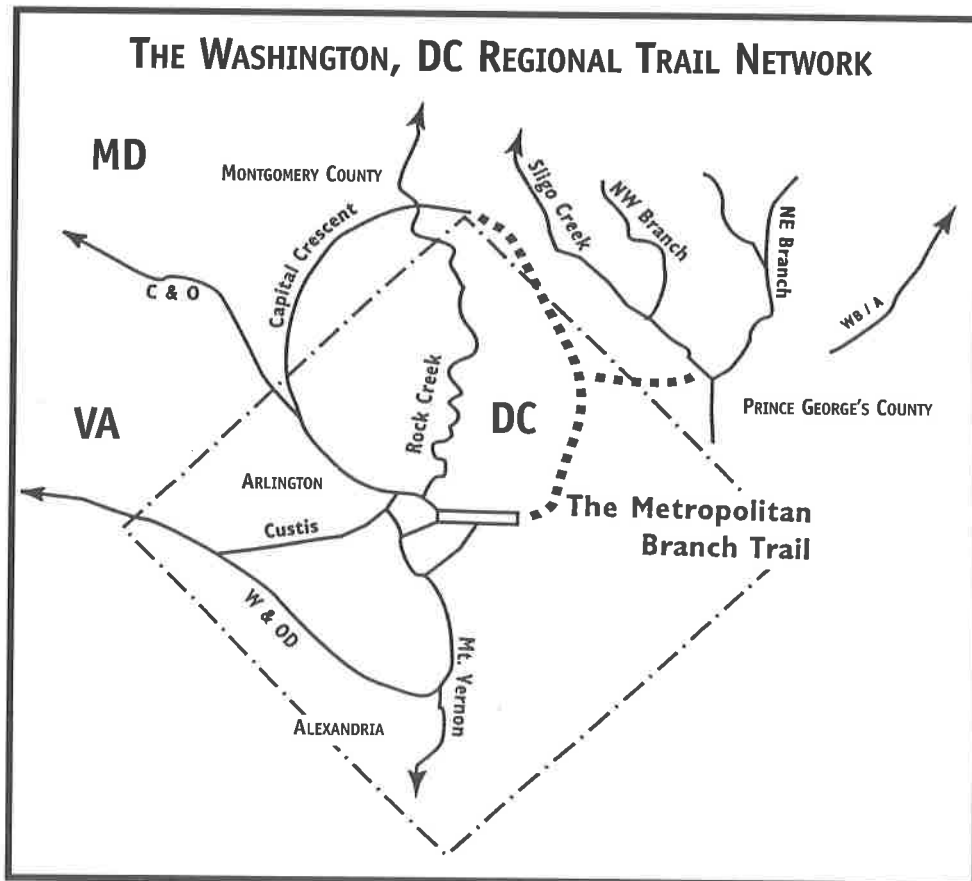 THE WASHINGTON, DC REGIONAL TRAIL NETWORK
MD
MONTGOMERY COUNTY
Sligo Creek
NW Branch
NE Branch
Capital Crescent
C & O
WB / A
Rock Creek
DC
PRINCE GEORGE'S COUNTY
VA
ARLINGTON
Custis
The Metropolitan
Branch Trail
W & OD
Mt. Vernon
ALEXANDRIA